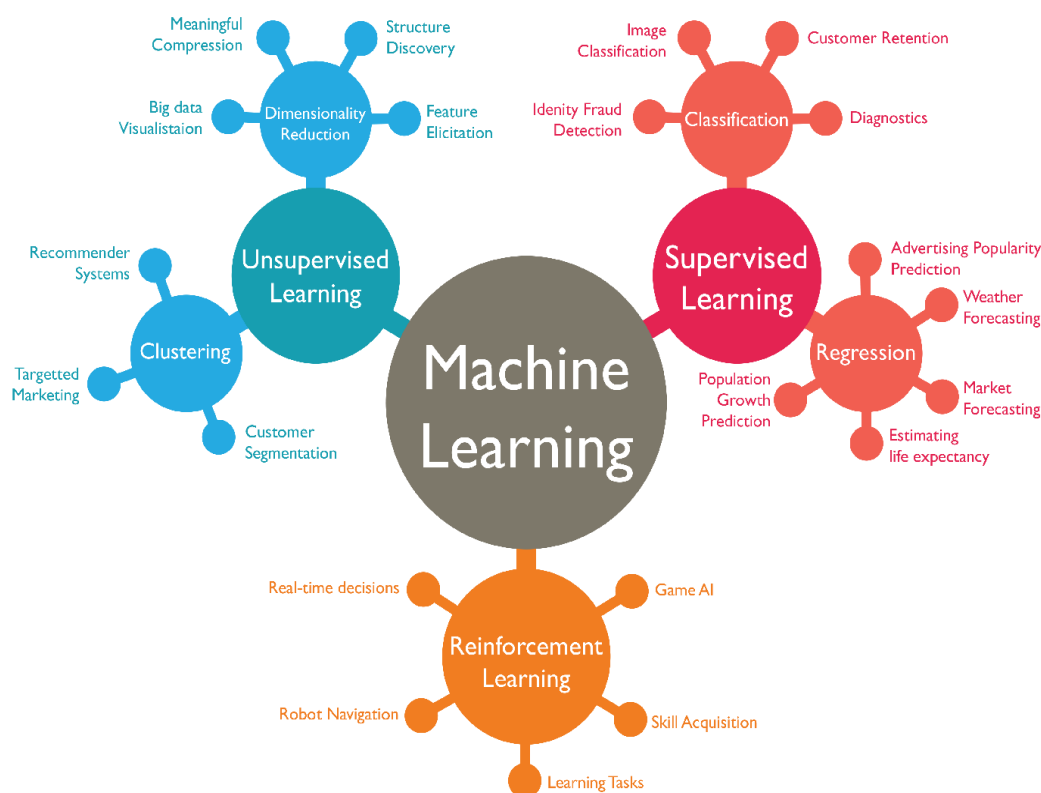 Meaningful
Compression
Structure
Discovery
Big data
Visualistaion
Dimensionality
Reduction
Feature
Elicitation
Image
Classification
Customer Retention
Idenity Fraud
Detection
Classification
Diagnostics
Unsupervised
Learning
Supervised
Learning
Recommender
Systems
Clustering
Targetted
Marketing
Customer
Segmentation
Machine
Learning
Advertising Popularity
Prediction
Weather
Forecasting
Regression
Population
Growth
Prediction
Market
Forecasting
Estimating
life expectancy
Real-time decisions
Game AI
Reinforcement
Learning
Robot Navigation
Skill Acquisition
Learning Tasks